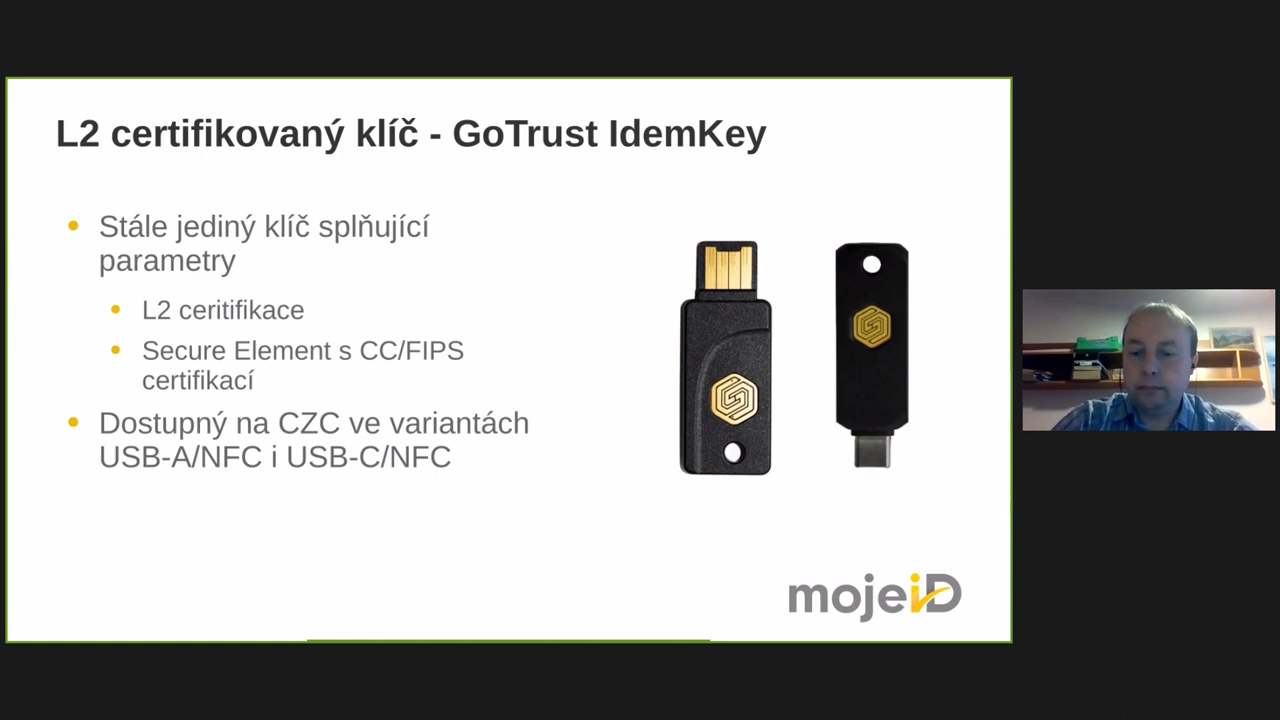 L2 certifikovaný klíč - GoTrust IdemKey
Stále jediný klíč splňující
parametry
L2 ceritifikace
Secure Element s CC/FIPS
certifikací
Dostupný na CZC ve variantách
USB-A/NFC i USB-C/NFC
mojeiD